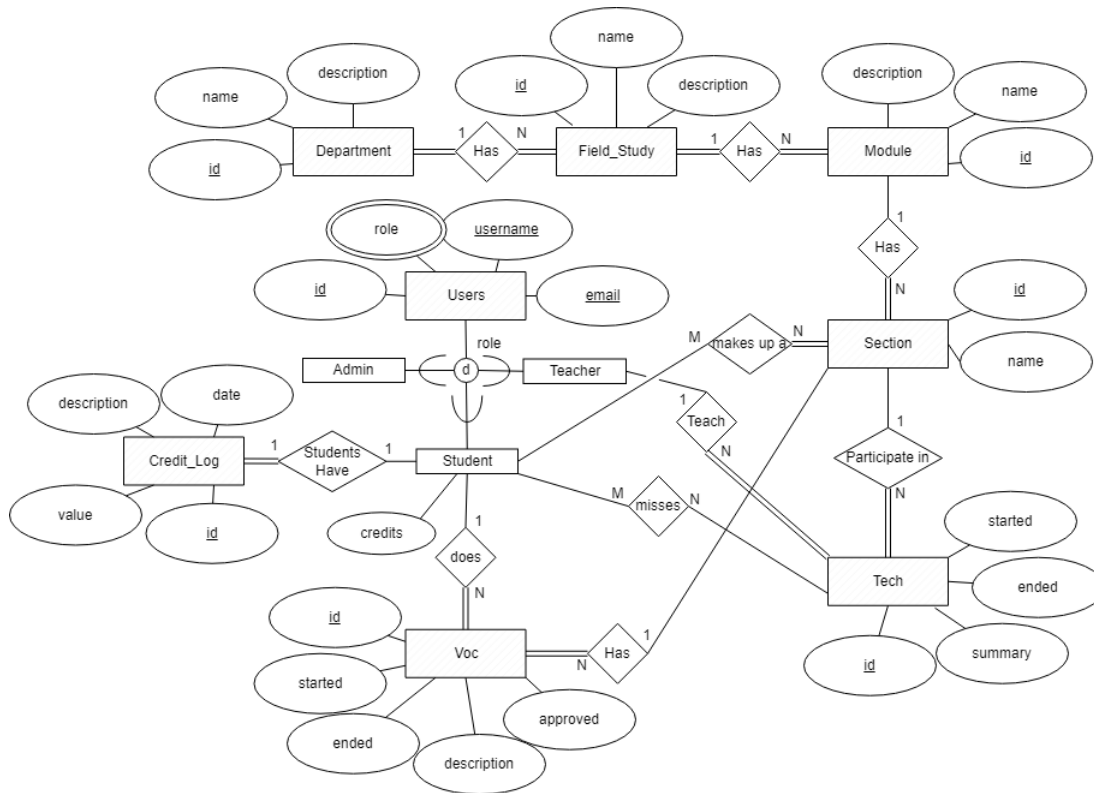 name
description
name
id
description
description
name
id
id
Department
1
Has
N
Field_Study
1
Has
N
Module
1
Has
N
role
username
id
Users
email
role
d
Admin
Teacher
M
makes up a
N
Section
id
name
1
Teach
N
description
date
Credit_Log
value
id
1
Students
Have
1
Student
credits
M
misses
N
1
Participate in
N
started
ended
Tech
summary
id
1
does
N
id
started
ended
Voc
description
approved
N
Has
1